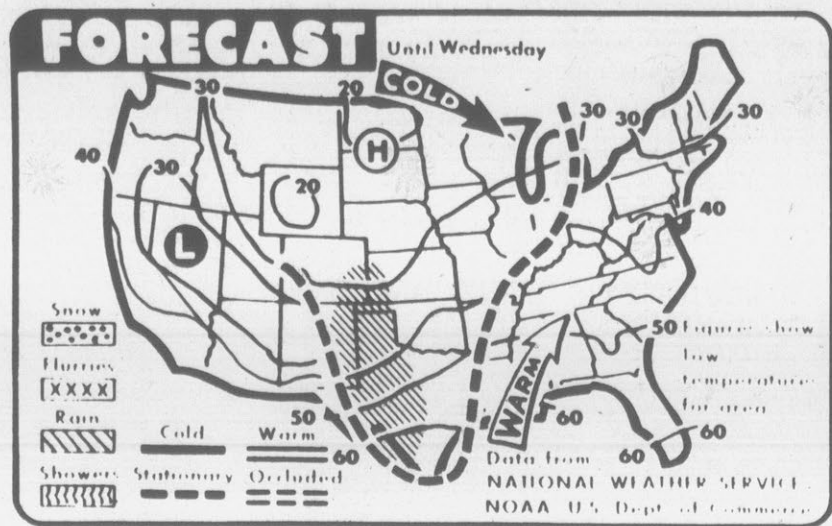 FORECAST
Until Wednesday
COLD
30
20
30
30
30
40
H
30
20
40
L
Snow
50
Figures show
low
temperatures
for area
Flurries
XXXX
Rain
WARM
50
60
60
Cold
Warm
60
60
Showers
Stationary
Occluded
Data from
NATIONAL WEATHER SERVICE,
NOAA, U.S. Dept. of Commerce